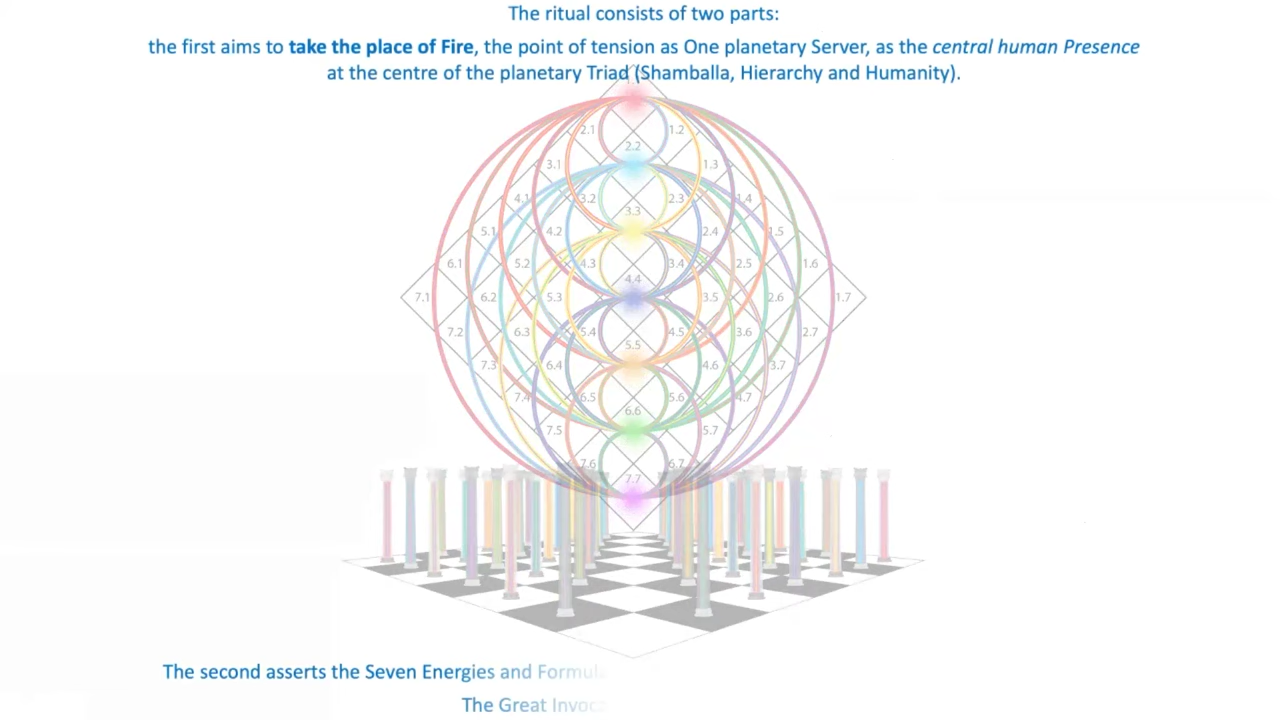 The ritual consists of two parts:
the first aims to take the place of Fire, the point of tension as One planetary Server, as the central human Presence
at the centre of the planetary Triad (Shamballa, Hierarchy and Humanity).
2.1 1.2
2.2
3.1 1.3
4.1 3.2 2.3 1.4
3.3
5.1 4.2 2.4 1.5
6.1 5.2 4.3 3.4 2.5 1.6
4.4
7.1 6.2 5.3 3.5 2.6 1.7
7.2 6.3 5.4 4.5 3.6 2.7
5.5
7.3 6.4 4.6 3.7
7.4 6.5 5.6 4.7
6.6
7.5 5.7
7.6 6.7
7.7
The second asserts the Seven Energies and
The Great